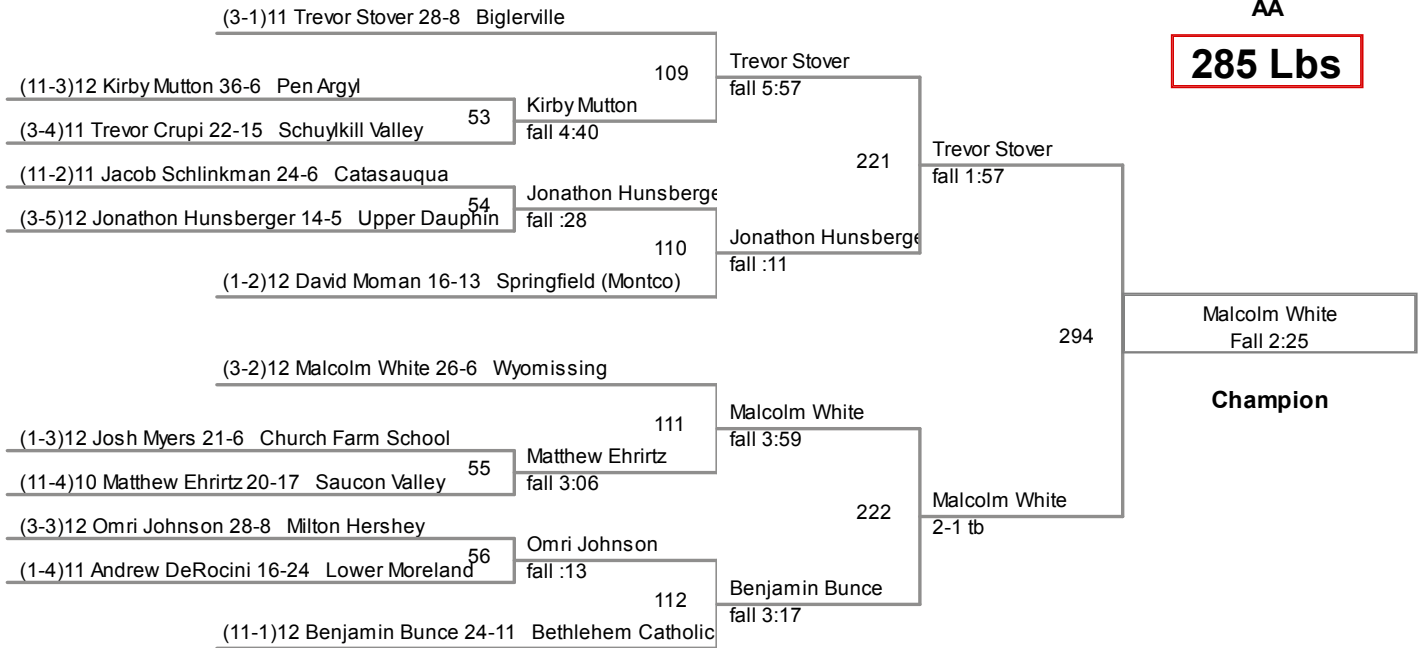 (3-1)11 Trevor Stover 28-8 Biglerville
AA
285 Lbs
109
Trevor Stover
fall 5:57
(11-3)12 Kirby Mutton 36-6 Pen Argyl
53
Kirby Mutton
fall 4:40
(3-4)11 Trevor Crupi 22-15 Schuylkill Valley
221
Trevor Stover
fall 1:57
(11-2)11 Jacob Schlinkman 24-6 Catasauqua
54
Jonathon Hunsberge
fall :28
(3-5)12 Jonathon Hunsberger 14-5 Upper Dauphin
110
Jonathon Hunsberge
fall :11
(1-2)12 David Moman 16-13 Springfield (Montco)
294
Malcolm White
Fall 2:25
Champion
(3-2)12 Malcolm White 26-6 Wyomissing
111
Malcolm White
fall 3:59
(1-3)12 Josh Myers 21-6 Church Farm School
55
Matthew Ehrirtz
fall 3:06
(11-4)10 Matthew Ehrirtz 20-17 Saucon Valley
222
Malcolm White
2-1 tb
(3-3)12 Omri Johnson 28-8 Milton Hershey
56
Omri Johnson
fall :13
(1-4)11 Andrew DeRocini 16-24 Lower Moreland
112
Benjamin Bunce
fall 3:17
(11-1)12 Benjamin Bunce 24-11 Bethlehem Catholic